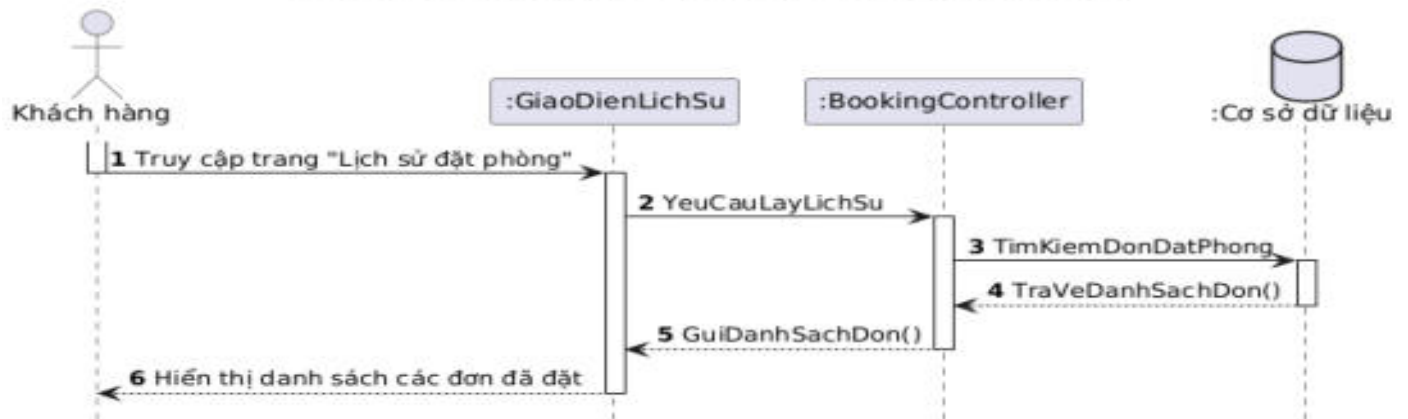 Khách hàng
:GiaoDienLichSu
:BookingController
:Cơ sở dữ liệu
1 Truy cập trang "Lịch sử đặt phòng"
2 YeuCauLayLichSu
3 TimKiemDonDatPhong
4 TraVeDanhSachDon()
5 GuiDanhSachDon()
6 Hiển thị danh sách các đơn đã đặt